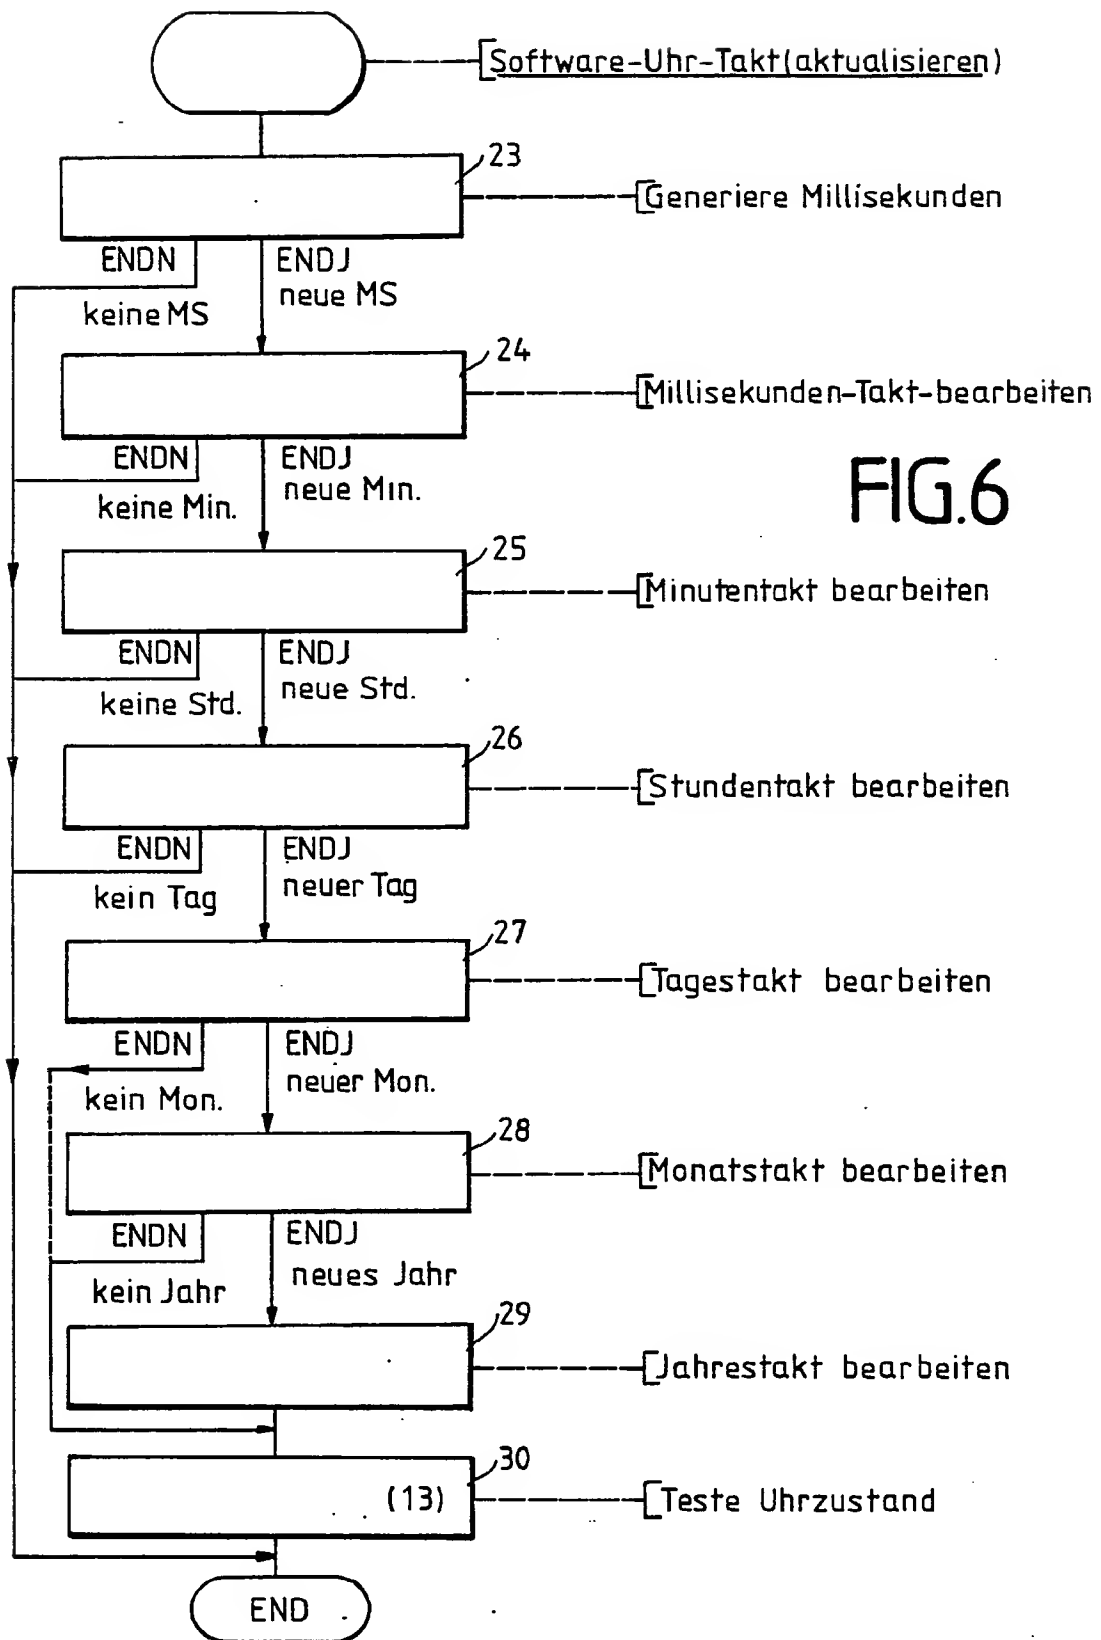 Software-Uhr-Takt(aktualisieren)
23
Generiere Millisekunden
ENDN
ENDJ
keine MS
neue MS
24
Millisekunden-Takt-bearbeiten
ENDN
ENDJ
keine Min.
neue Min.
FIG.6
25
Minutentakt bearbeiten
ENDN
ENDJ
keine Std.
neue Std.
26
Stundentakt bearbeiten
ENDN
ENDJ
kein Tag
neuer Tag
27
Tagestakt bearbeiten
ENDN
ENDJ
kein Mon.
neuer Mon.
28
Monatstakt bearbeiten
ENDN
ENDJ
kein Jahr
neues Jahr
29
Jahrestakt bearbeiten
30
(13)
Teste Uhrzustand
END